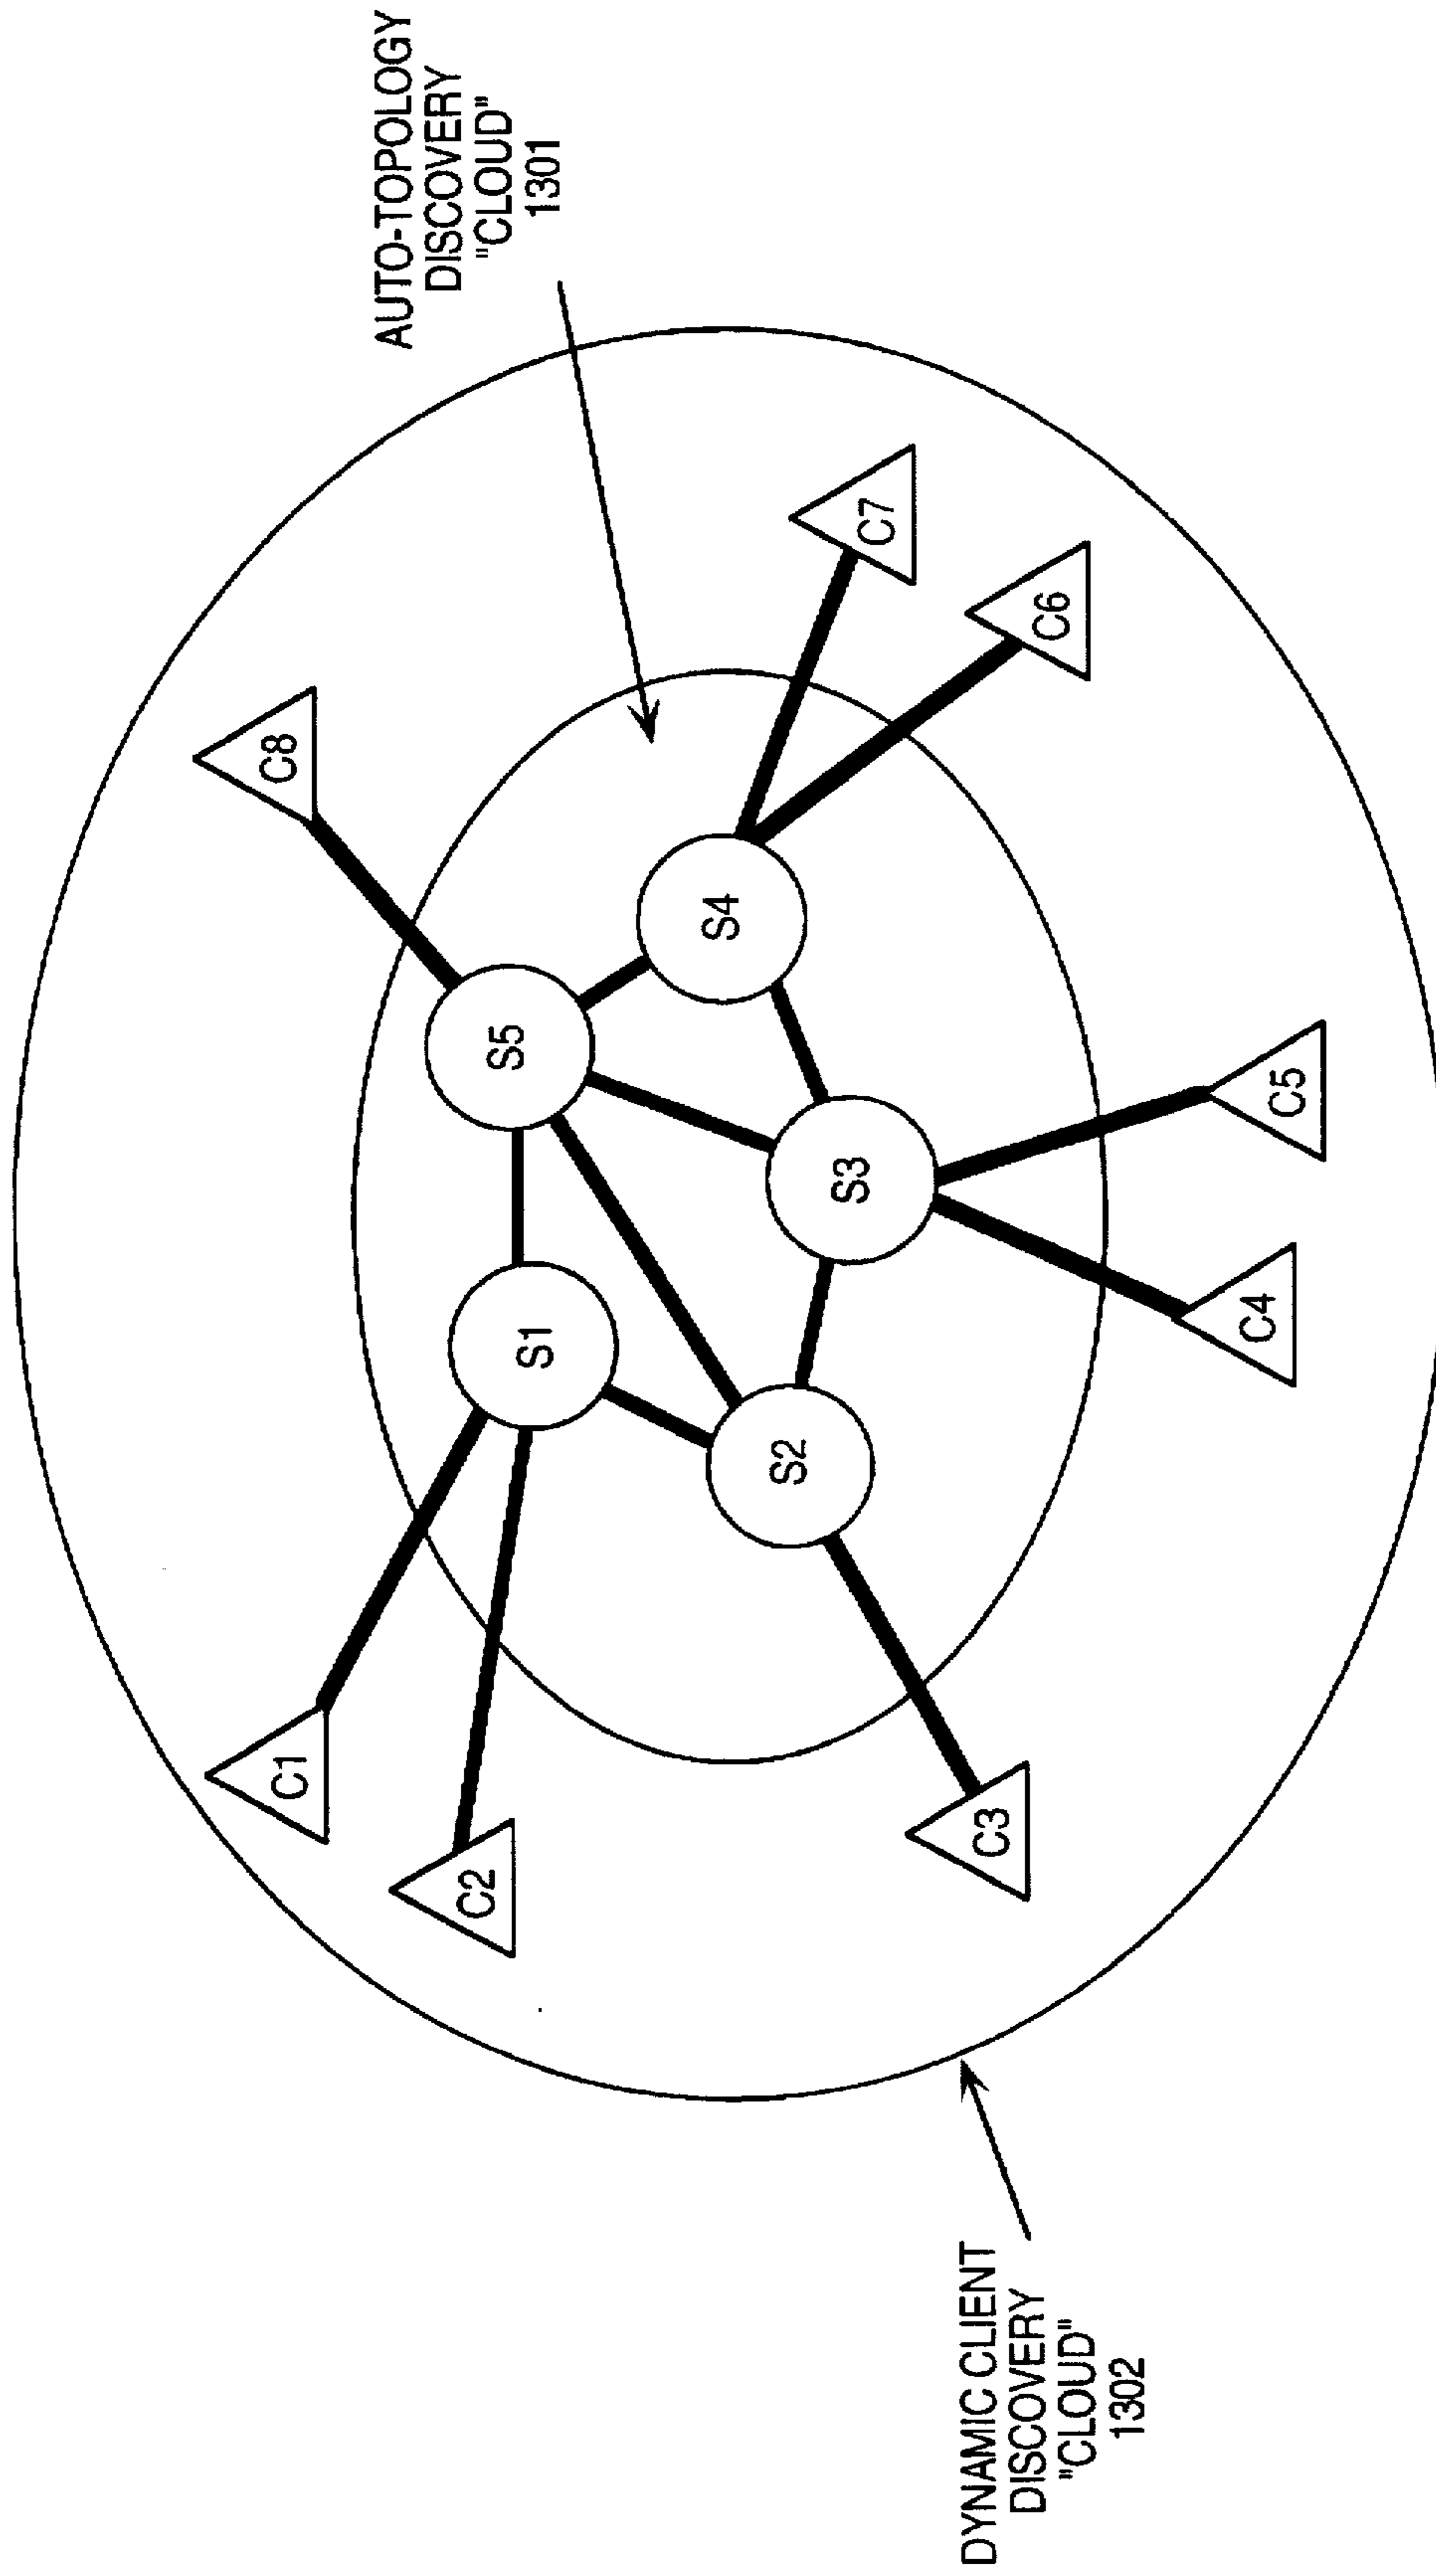 AUTO-TOPOLOGY
DISCOVERY
"CLOUD"
1301
C8
C7
C6
S5
S4
S1
S3
S2
C1
C2
C3
C4
C5
DYNAMIC CLIENT
DISCOVERY
"CLOUD"
1302